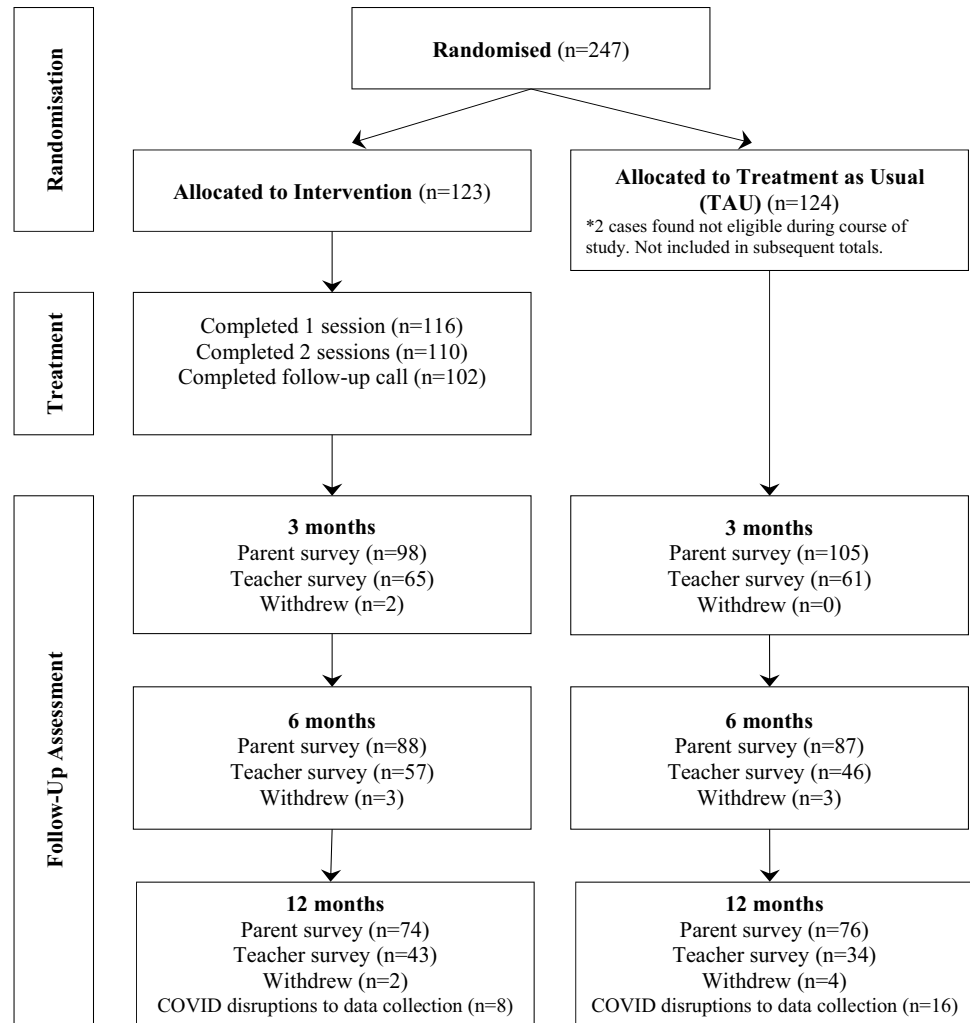 Randomisation
Randomised (n=247)
Allocated to Intervention (n=123)
Allocated to Treatment as Usual
(TAU) (n=124)
*2 cases found not eligible during course of
study. Not included in subsequent totals.
Treatment
Completed 1 session (n=116)
Completed 2 sessions (n=110)
Completed follow-up call (n=102)
Follow-Up Assessment
3 months
Parent survey (n=98)
Teacher survey (n=65)
Withdrew (n=2)
3 months
Parent survey (n=105)
Teacher survey (n=61)
Withdrew (n=0)
6 months
Parent survey (n=88)
Teacher survey (n=57)
Withdrew (n=3)
6 months
Parent survey (n=87)
Teacher survey (n=46)
Withdrew (n=3)
12 months
Parent survey (n=74)
Teacher survey (n=43)
Withdrew (n=2)
COVID disruptions to data collection (n=8)
12 months
Parent survey (n=76)
Teacher survey (n=34)
Withdrew (n=4)
COVID disruptions to data collection (n=16)